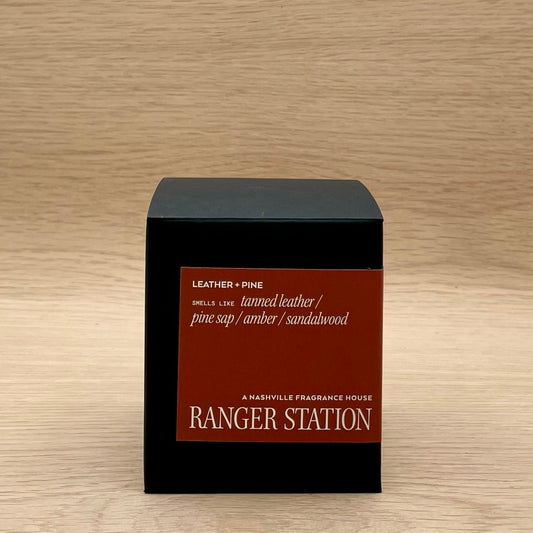 LEATHER + PINE
SMELLS LIKE tanned leather /
pine sap / amber / sandalwood
A NASHVILLE FRAGRANCE HOUSE
RANGER STATION